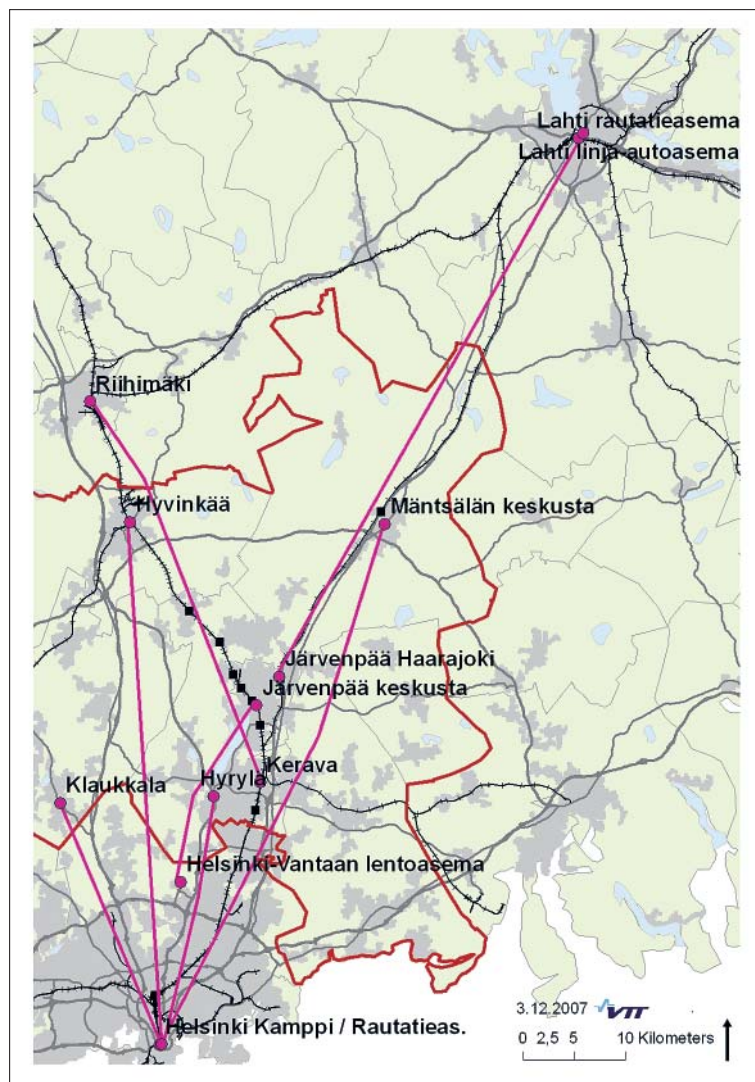 Lahti rautatieasema
Lahti linja-autoasema
Riihimäki
Hyvinkää
Mäntsälän keskusta
Järvenpää Haarajoki
Järvenpää keskusta
Kerava
Klaukkala
Hyrylä
Helsinki-Vantaan lentoasema
Helsinki Kamppi / Rautatieas.
3.12.2007 VTT
0 2,5 5 10 Kilometers